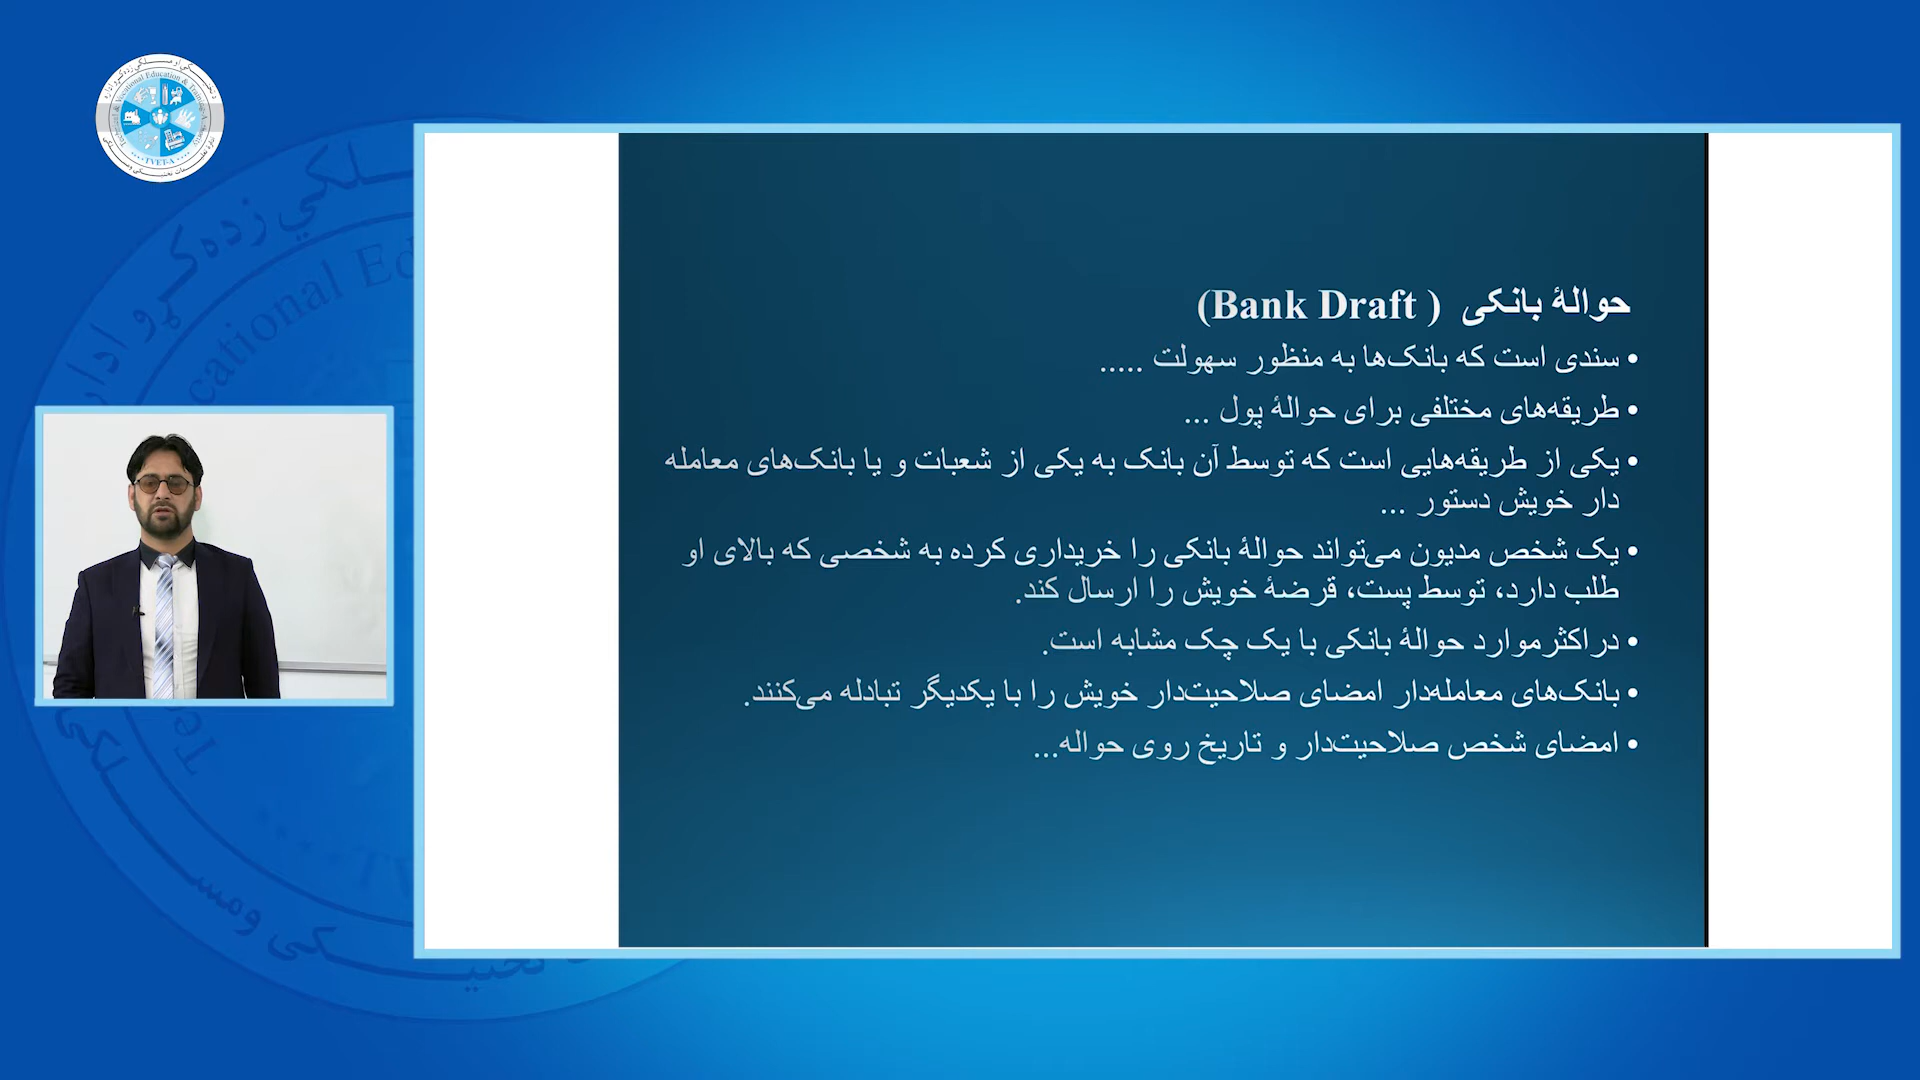 حوالۀ بانکی ( Bank Draft)
• سندی است که بانک‌ها به منظور سهولت .....
• طریقه‌های مختلفی برای حوالۀ پول ...
• یکی از طریقه‌هایی است که توسط آن بانک به یکی از شعبات و یا بانک‌های معامله
دار خویش دستور ...
• یک شخص مدیون می‌تواند حوالۀ بانکی را خریداری کرده به شخصی که بالای او
طلب دارد، توسط پست، قرضۀ خویش را ارسال کند.
• در اکثر موارد حوالۀ بانکی با یک چک مشابه است.
• بانک‌های معامله‌دار امضای صلاحیت‌دار خویش را با یکدیگر تبادله می‌کنند.
• امضای شخص صلاحیت‌دار و تاریخ روی حواله...
TVET-A